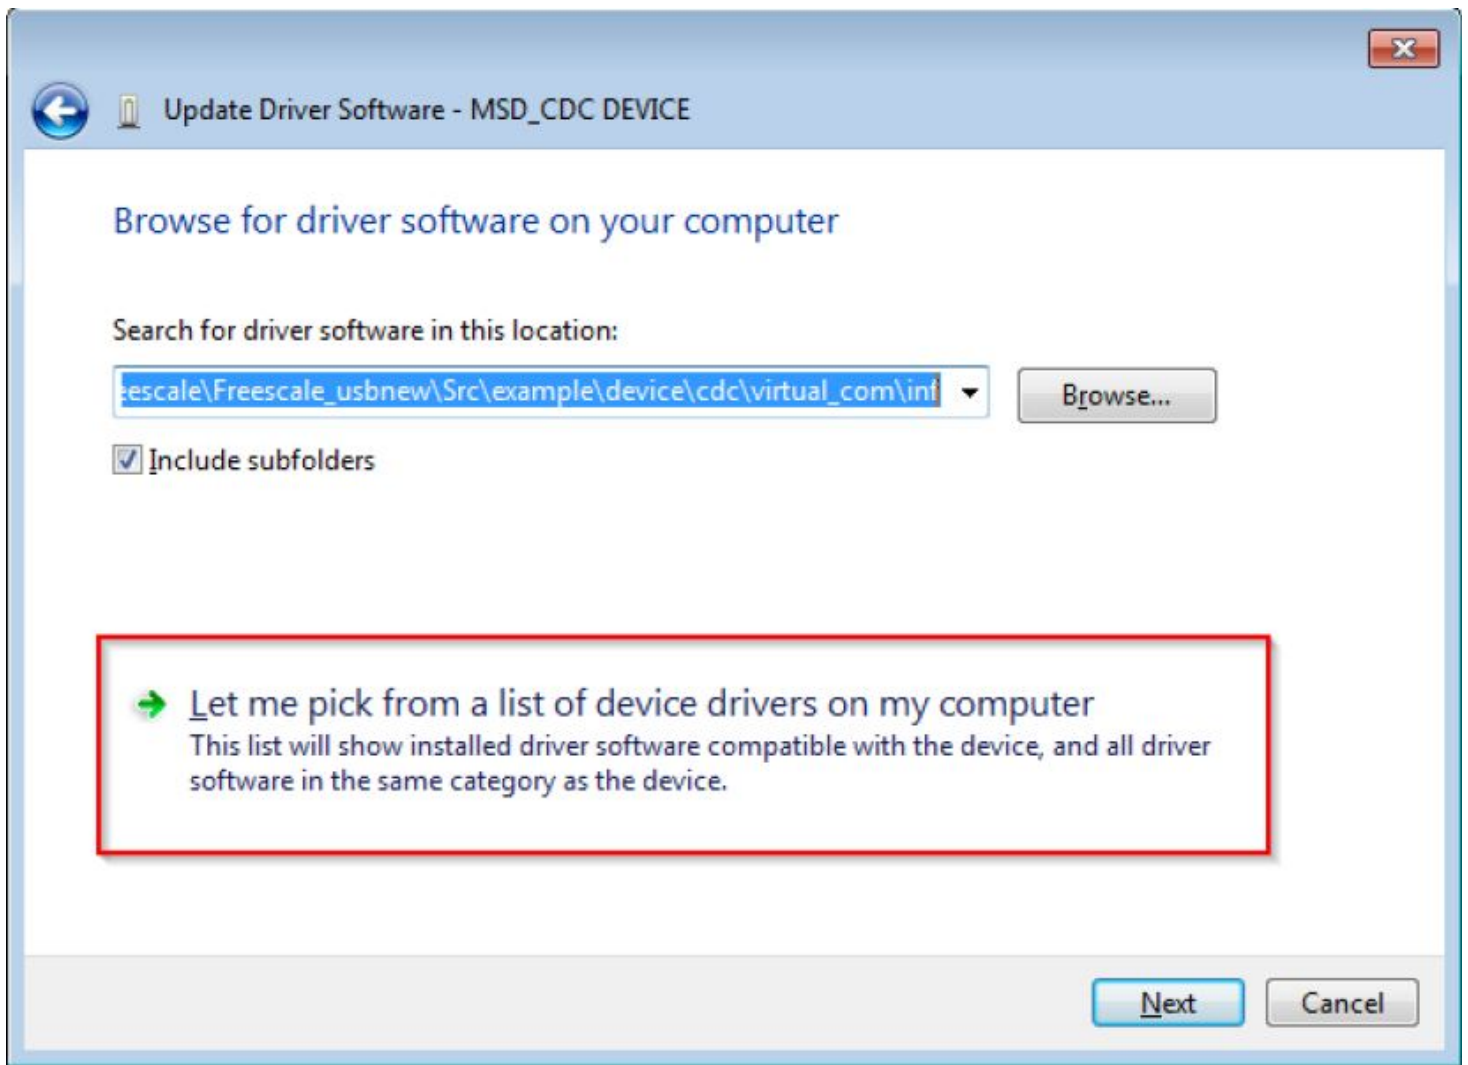 Update Driver Software - MSD_CDC DEVICE
Browse for driver software on your computer
Search for driver software in this location:
eescale\Freescale_usbnew\Src\example\device\cdc\virtual_com\inf
Browse...
Include subfolders
Let me pick from a list of device drivers on my computer
This list will show installed driver software compatible with the device, and all driver
software in the same category as the device.
Next
Cancel